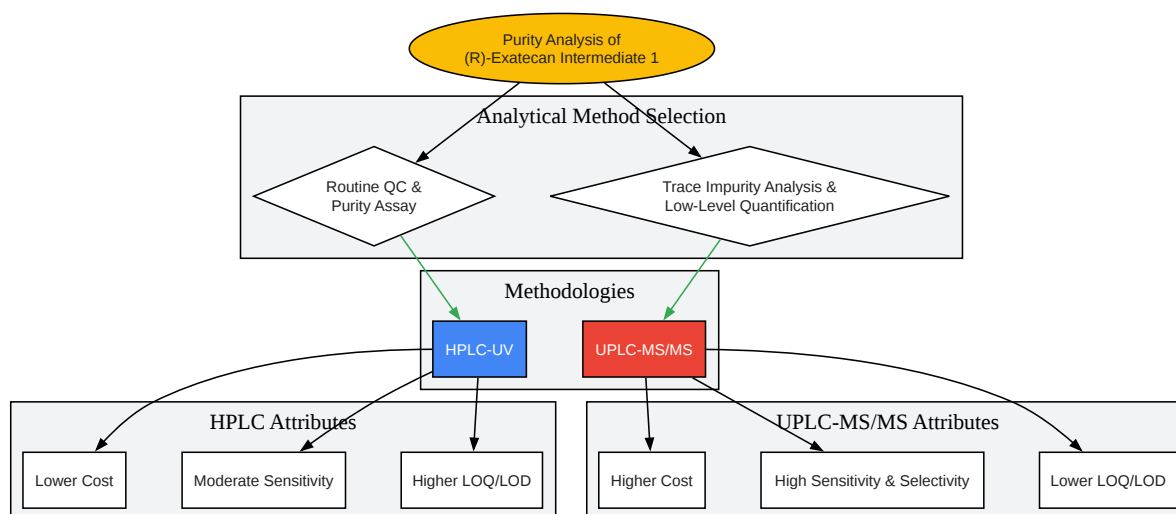 Purity Analysis of
(R)-Exatecan Intermediate 1
Analytical Method Selection
Routine QC &
Purity Assay
Trace Impurity Analysis &
Low-Level Quantification
Methodologies
HPLC-UV
UPLC-MS/MS
HPLC Attributes
Lower Cost
Moderate Sensitivity
Higher LOQ/LOD
UPLC-MS/MS Attributes
Higher Cost
High Sensitivity & Selectivity
Lower LOQ/LOD